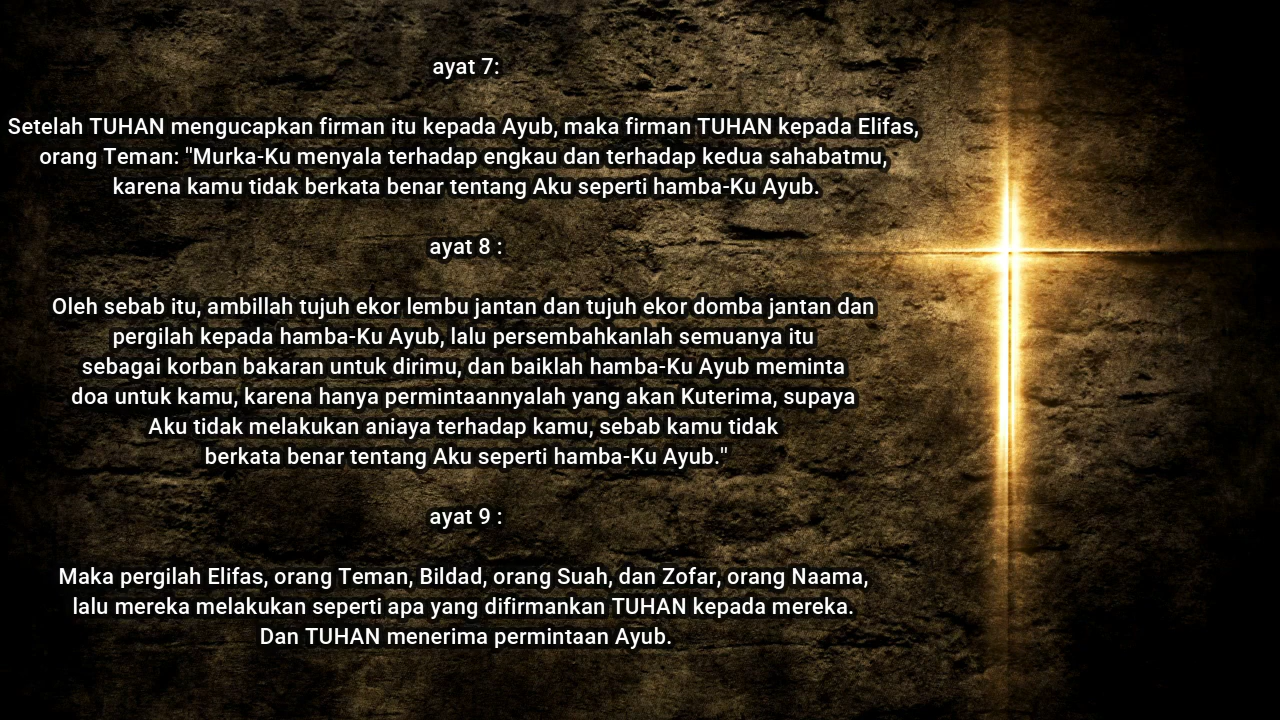 ayat 7:
Setelah TUHAN mengucapkan firman itu kepada Ayub, maka firman TUHAN kepada Elifas,
orang Teman: "Murka-Ku menyala terhadap engkau dan terhadap kedua sahabatmu,
karena kamu tidak berkata benar tentang Aku seperti hamba-Ku Ayub.
ayat 8 :
Oleh sebab itu, ambillah tujuh ekor lembu jantan dan tujuh ekor domba jantan dan
pergilah kepada hamba-Ku Ayub, lalu persembahkanlah semuanya itu
sebagai korban bakaran untuk dirimu, dan baiklah hamba-Ku Ayub meminta
doa untuk kamu, karena hanya permintaannyalah yang akan Kuterima, supaya
Aku tidak melakukan aniaya terhadap kamu, sebab kamu tidak
berkata benar tentang Aku seperti hamba-Ku Ayub."
ayat 9 :
Maka pergilah Elifas, orang Teman, Bildad, orang Suah, dan Zofar, orang Naama,
lalu mereka melakukan seperti apa yang difirmankan TUHAN kepada mereka.
Dan TUHAN menerima permintaan Ayub.